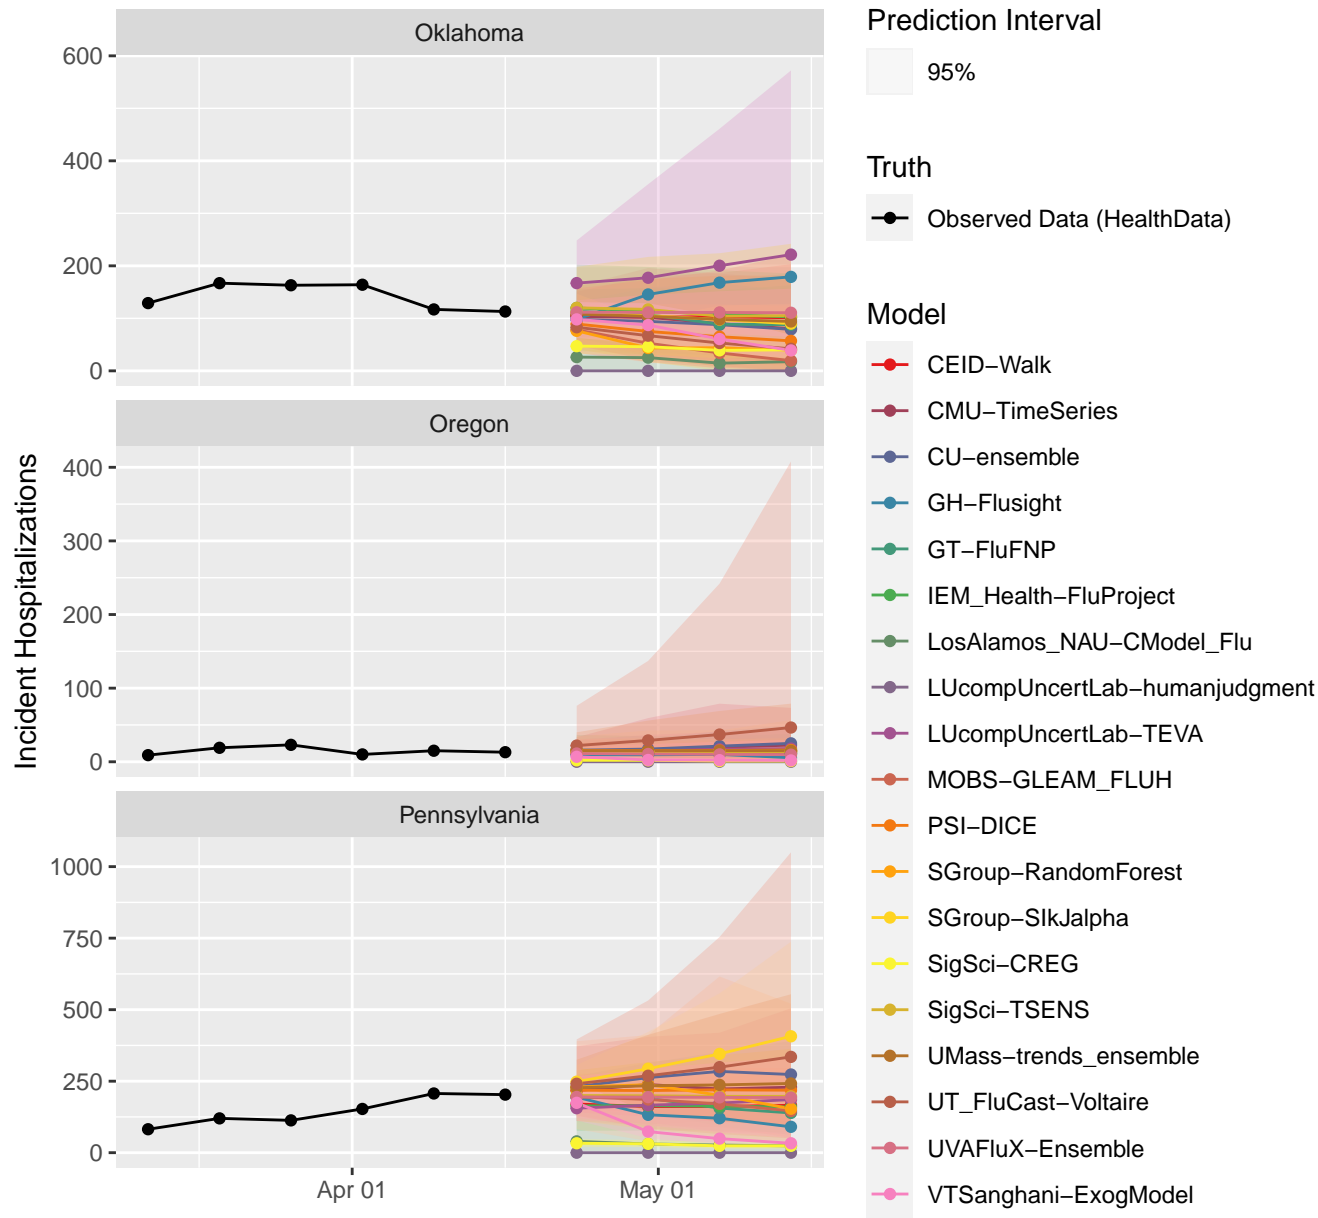 Oklahoma
600
400
200
0
Oregon
400
300
200
100
0
Pennsylvania
1000
750
500
250
0
Apr 01
May 01
Incident Hospitalizations
Prediction Interval
95%
Truth
Observed Data (HealthData)
Model
CEID−Walk
CMU−TimeSeries
CU−ensemble
GH−Flusight
GT−FluFNP
IEM_Health−FluProject
LosAlamos_NAU−CModel_Flu
LUcompUncertLab−humanjudgment
LUcompUncertLab−TEVA
MOBS−GLEAM_FLUH
PSI−DICE
SGroup−RandomForest
SGroup−SIkJalpha
SigSci−CREG
SigSci−TSENS
UMass−trends_ensemble
UT_FluCast−Voltaire
UVAFluX−Ensemble
VTSanghani−ExogModel